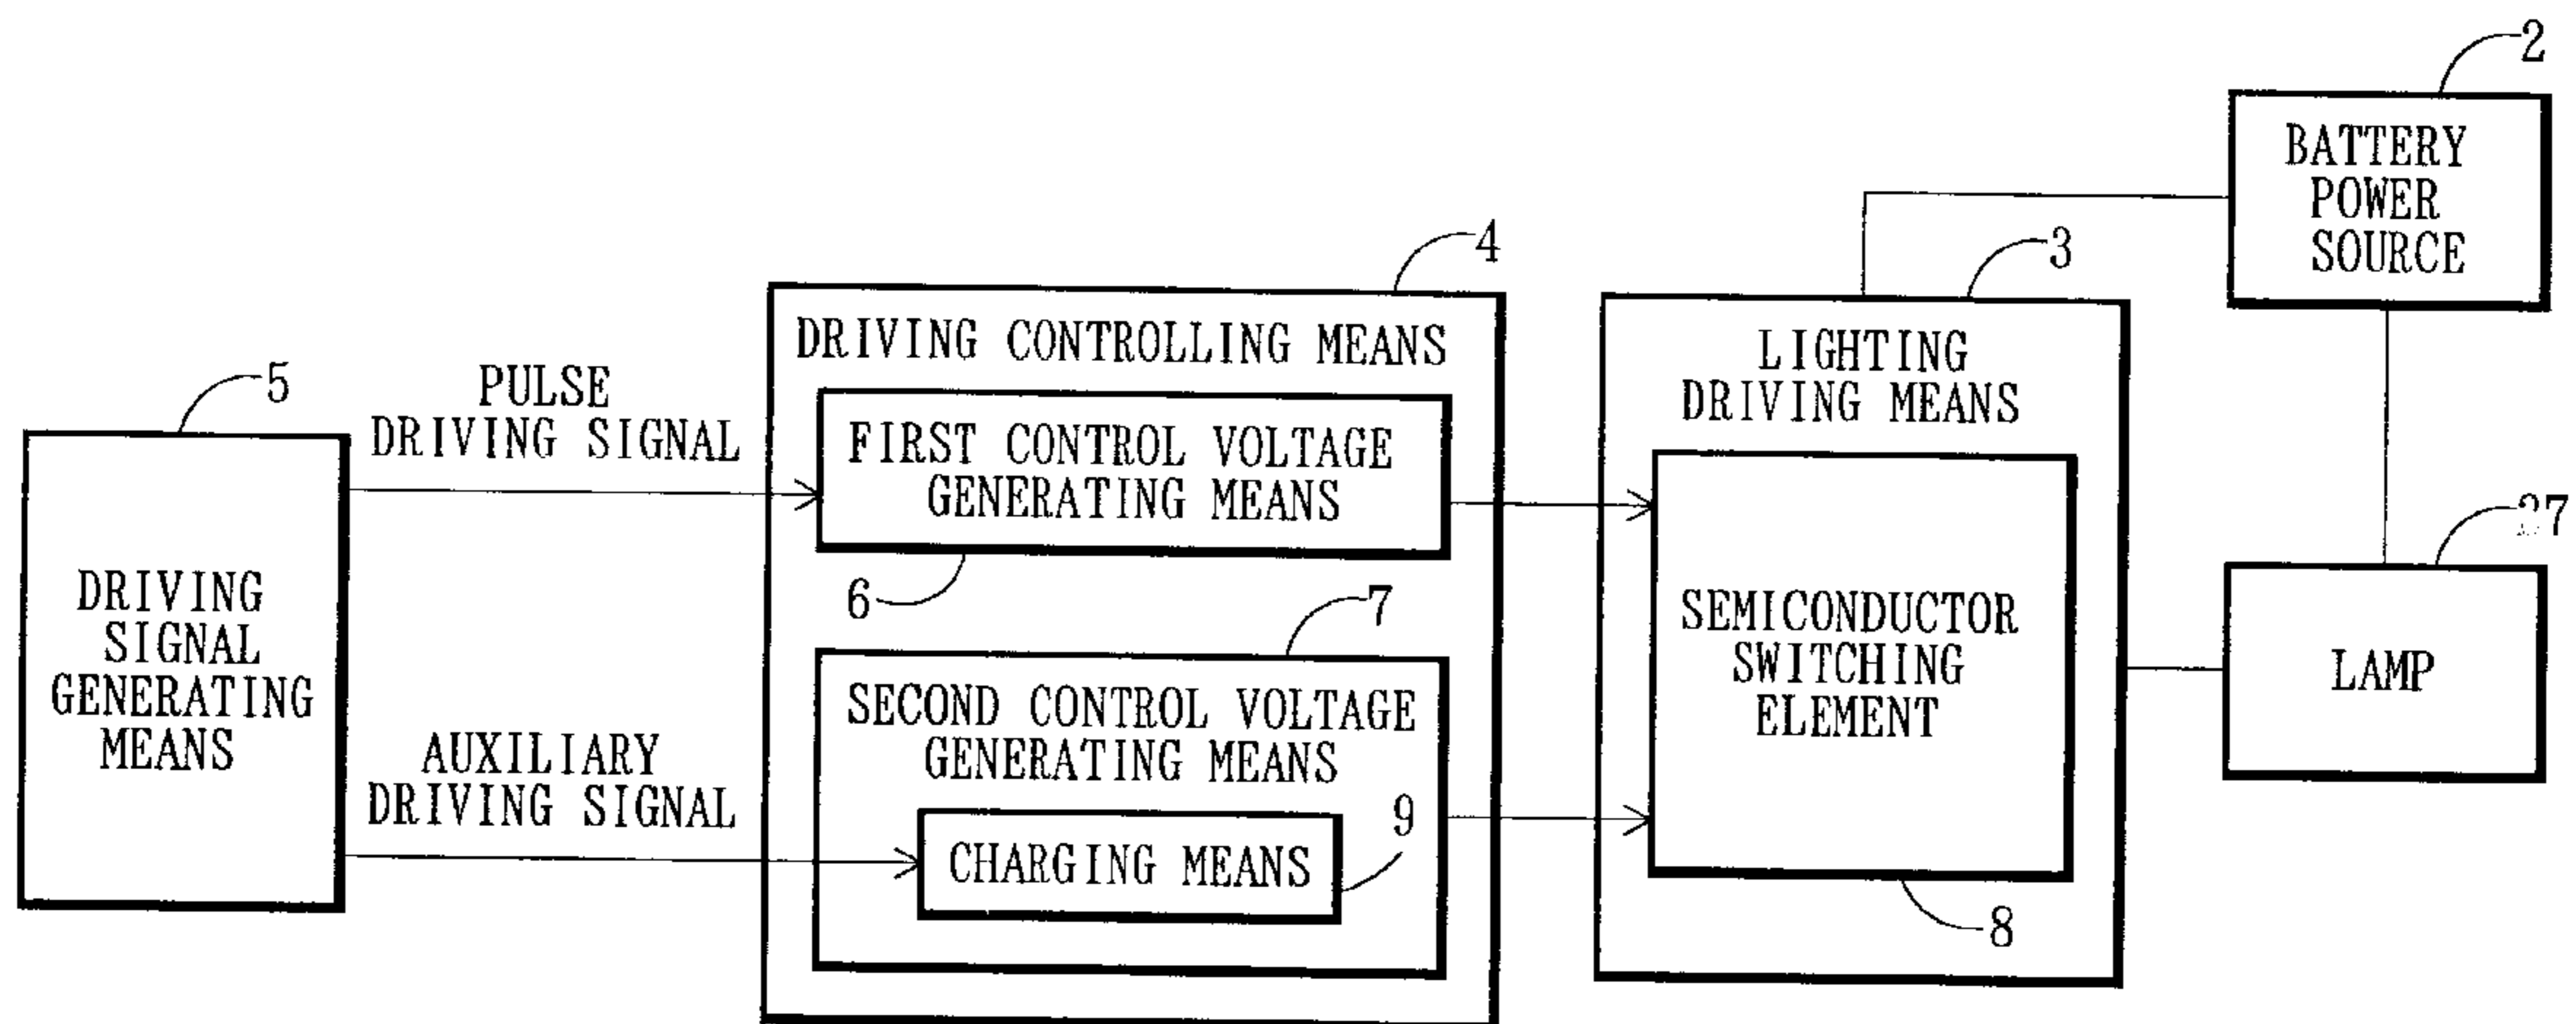 2
BATTERY
POWER
SOURCE
4
3
DRIVING CONTROLLING MEANS
LIGHTING
DRIVING MEANS
5
PULSE
DRIVING SIGNAL
FIRST CONTROL VOLTAGE
GENERATING MEANS
6
7
DRIVING
SIGNAL
GENERATING
MEANS
SEMICONDUCTOR
SWITCHING
ELEMENT
LAMP
SECOND CONTROL VOLTAGE
GENERATING MEANS
AUXILIARY
DRIVING SIGNAL
9
CHARGING MEANS
8